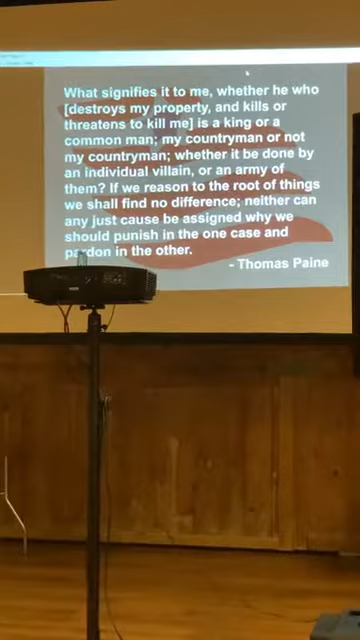 What signifies it to me, whether he who
[destroys my property, and kills or
threatens to kill me] is a king or a
common man; my countryman or not
my countryman; whether it be done by
an individual villain, or an army of
them? If we reason to the root of things
we shall find no difference; neither can
any just cause be assigned why we
should punish in the one case and
pardon in the other.
- Thomas Paine